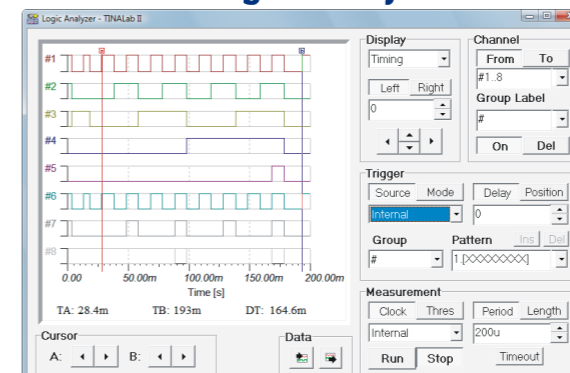 Logic Analyzer - TINALab II
#1
#2
#3
#4
#5
#6
#7
#8
0.00 50.00m 100.00m 150.00m 200.00m
Time [s]
TA: 28.4m TB: 193m DT: 164.6m
Cursor
A: B:
Data
Display
Timing
Left Right
0
Channel
From To
#1..8
Group Label
#
On Del
Trigger
Source Mode Delay Position
Internal 0
Group Pattern Ins Del
# 1 [XXXXXXXX]
Measurement
Clock Thres Period Length
Internal 200u
Run Stop Timeout